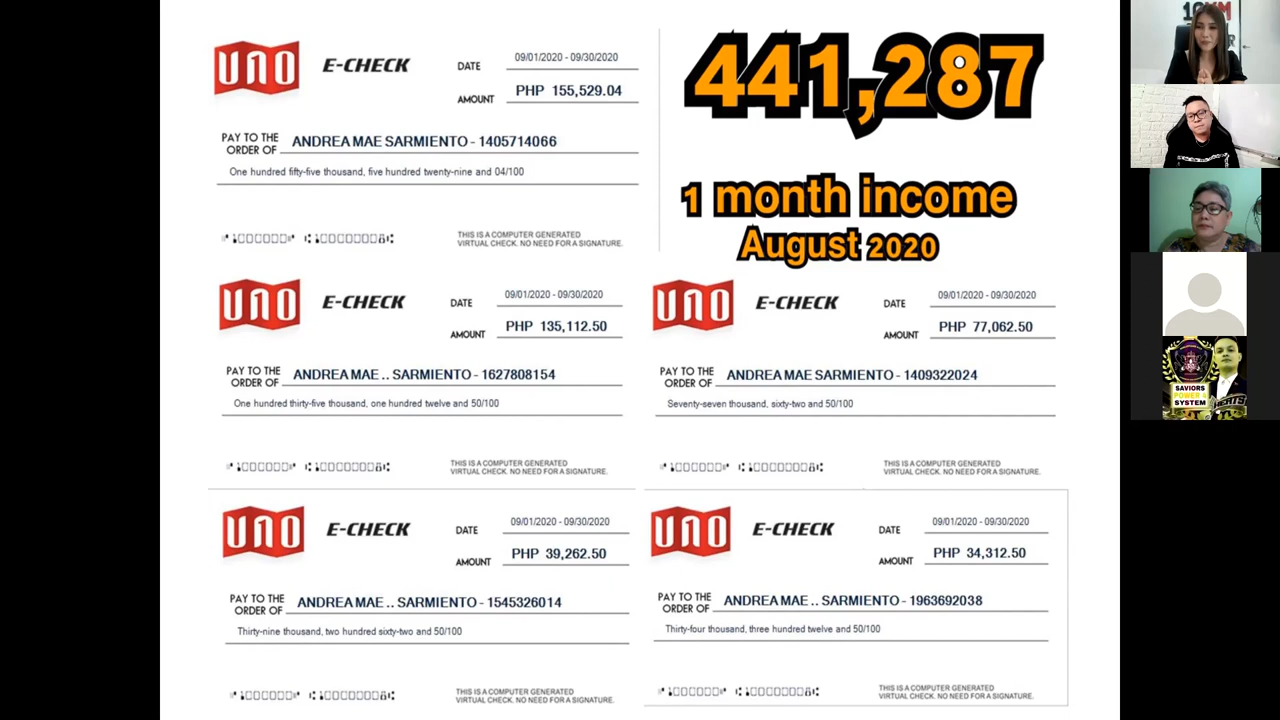 UNO
E-CHECK
DATE 09/01/2020 - 09/30/2020
AMOUNT PHP 155,529.04
PAY TO THE
ORDER OF ANDREA MAE SARMIENTO - 1405714066
One hundred fifty-five thousand, five hundred twenty-nine and 04/100
THIS IS A COMPUTER GENERATED
VIRTUAL CHECK. NO NEED FOR A SIGNATURE.
441,287
1 month income
August 2020
UNO
E-CHECK
DATE 09/01/2020 - 09/30/2020
AMOUNT PHP 135,112.50
PAY TO THE
ORDER OF ANDREA MAE .. SARMIENTO - 1627808154
One hundred thirty-five thousand, one hundred twelve and 50/100
THIS IS A COMPUTER GENERATED
VIRTUAL CHECK. NO NEED FOR A SIGNATURE.
UNO
E-CHECK
DATE 09/01/2020 - 09/30/2020
AMOUNT PHP 77,062.50
PAY TO THE
ORDER OF ANDREA MAE SARMIENTO - 1409322024
Seventy-seven thousand, sixty-two and 50/100
THIS IS A COMPUTER GENERATED
VIRTUAL CHECK. NO NEED FOR A SIGNATURE.
UNO
E-CHECK
DATE 09/01/2020 - 09/30/2020
AMOUNT PHP 39,262.50
PAY TO THE
ORDER OF ANDREA MAE .. SARMIENTO - 1545326014
Thirty-nine thousand, two hundred sixty-two and 50/100
THIS IS A COMPUTER GENERATED
VIRTUAL CHECK. NO NEED FOR A SIGNATURE.
UNO
E-CHECK
DATE 09/01/2020 - 09/30/2020
AMOUNT PHP 34,312.50
PAY TO THE
ORDER OF ANDREA MAE .. SARMIENTO - 1963692038
Thirty-four thousand, three hundred twelve and 50/100
THIS IS A COMPUTER GENERATED
VIRTUAL CHECK. NO NEED FOR A SIGNATURE.
SAVIORS
POWER
SYSTEM